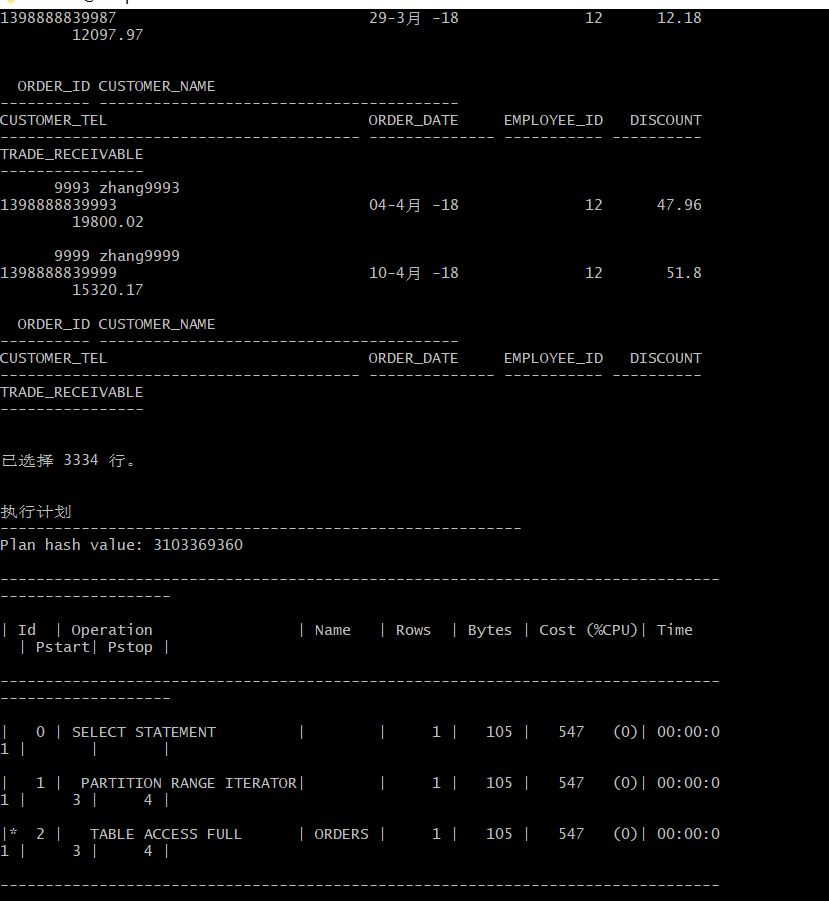 1398888839987                            29-3月 -18              12      12.18
        12097.97
  ORDER_ID CUSTOMER_NAME
---------- ----------------------------------------
CUSTOMER_TEL                             ORDER_DATE     EMPLOYEE_ID   DISCOUNT
---------------------------------------- -------------- ----------- ----------
TRADE_RECEIVABLE
----------------
      9993 zhang9993
1398888839993                            04-4月 -18              12      47.96
        19800.02
      9999 zhang9999
1398888839999                            10-4月 -18              12       51.8
        15320.17
  ORDER_ID CUSTOMER_NAME
---------- ----------------------------------------
CUSTOMER_TEL                             ORDER_DATE     EMPLOYEE_ID   DISCOUNT
---------------------------------------- -------------- ----------- ----------
TRADE_RECEIVABLE
----------------
已选择 3334 行。
执行计划
----------------------------------------------------------
Plan hash value: 3103369360
--------------------------------------------------------------------------------
-------------------
| Id  | Operation                | Name   | Rows  | Bytes | Cost (%CPU)| Time
  | Pstart| Pstop |
--------------------------------------------------------------------------------
-------------------
|   0 | SELECT STATEMENT         |        |     1 |   105 |   547   (0)| 00:00:0
1 |       |       |
|   1 |  PARTITION RANGE ITERATOR|        |     1 |   105 |   547   (0)| 00:00:0
1 |     3 |     4 |
|*  2 |   TABLE ACCESS FULL      | ORDERS |     1 |   105 |   547   (0)| 00:00:0
1 |     3 |     4 |
--------------------------------------------------------------------------------